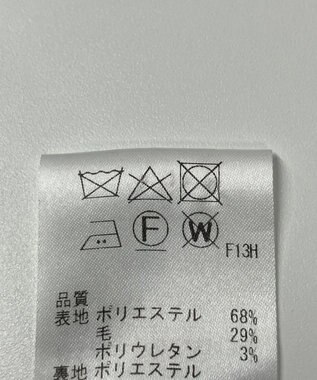 F W F13H
品質
表地 ポリエステル 68%
毛 29%
ポリウレタン 3%
裏地 ポリエステル